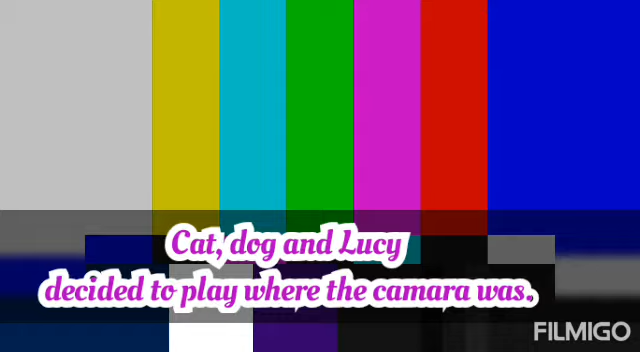 Cat, dog and Lucy
decided to play where the camara was.
FILMIGO